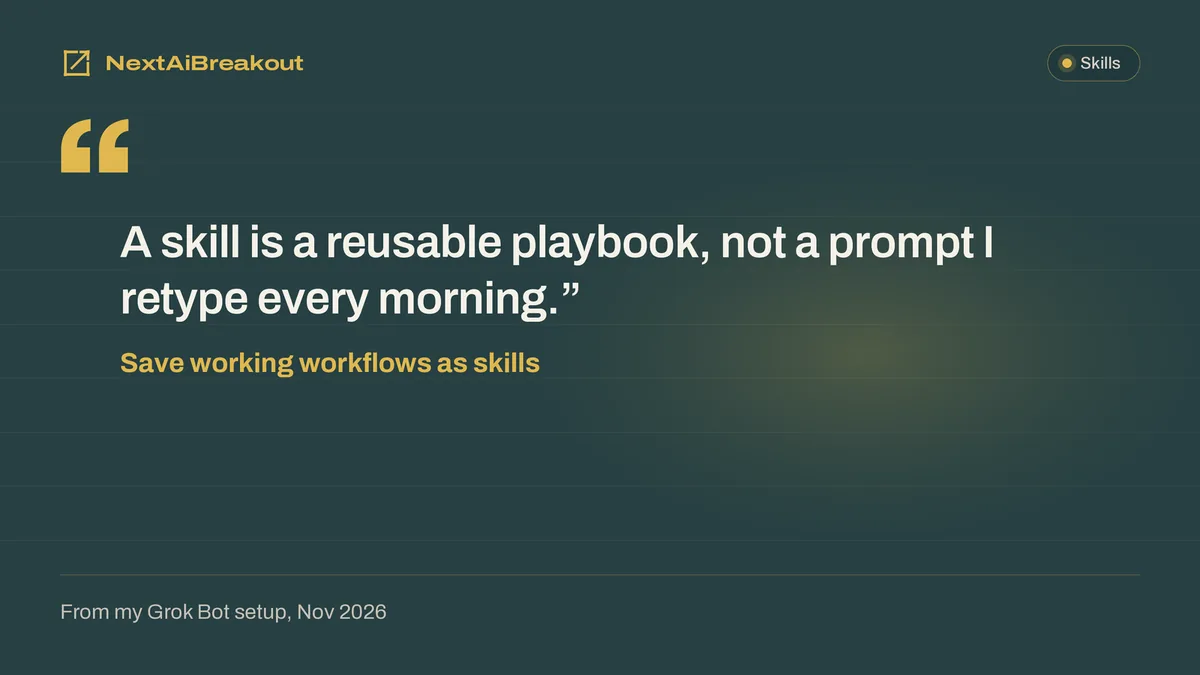 NextAiBreakout
Skills
“
A skill is a reusable playbook, not a prompt I
retype every morning.”
Save working workflows as skills
From my Grok Bot setup, Nov 2026